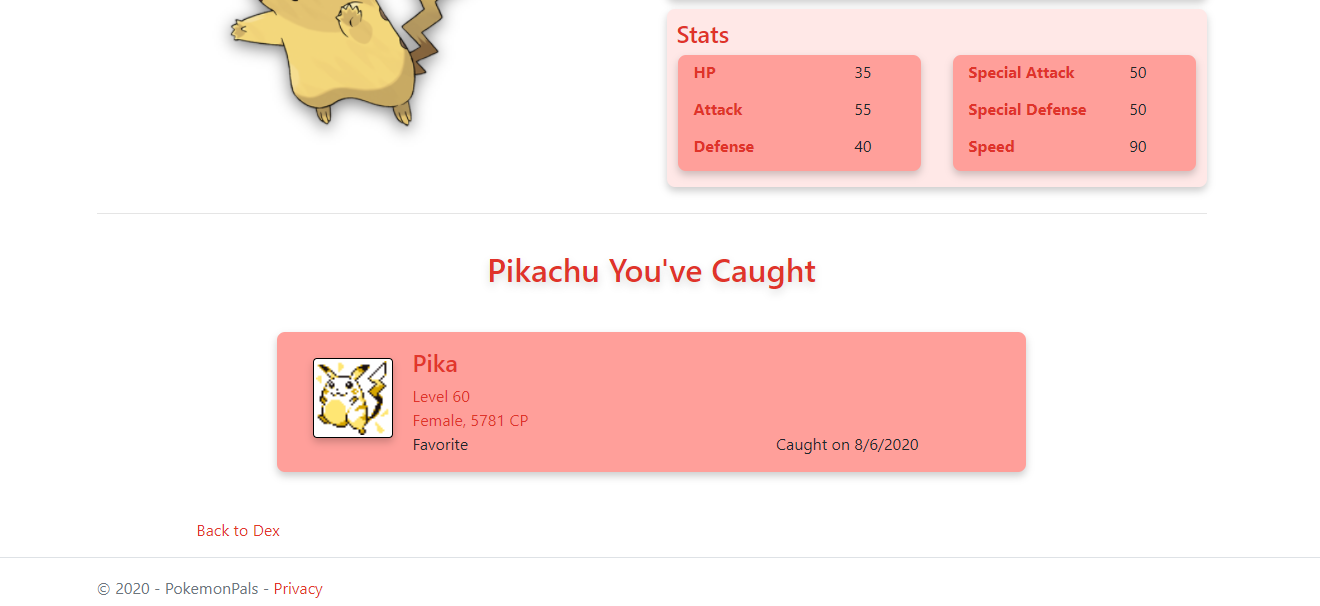 Stats
HP 35 Special Attack 50
Attack 55 Special Defense 50
Defense 40 Speed 90
Pikachu You've Caught
Pika
Level 60
Female, 5781 CP
Favorite Caught on 8/6/2020
Back to Dex
© 2020 - PokemonPals - Privacy